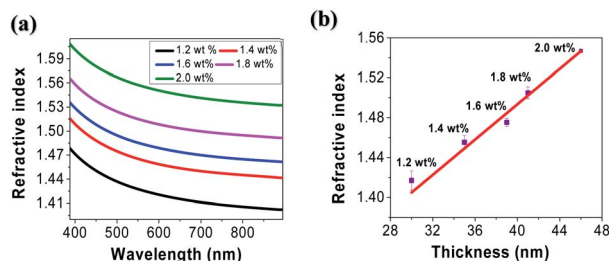 (a)
Refractive index
1.59
1.56
1.53
1.50
1.47
1.44
1.41
1.2 wt %
1.4 wt%
1.6 wt%
1.8 wt%
2.0 wt%
400 500 600 700 800
Wavelength (nm)
(b)
Refractive index
1.56
1.52
1.48
1.44
1.40
1.2 wt%
1.4 wt%
1.6 wt%
1.8 wt%
2.0 wt%
28 32 36 40 44 48
Thickness (nm)